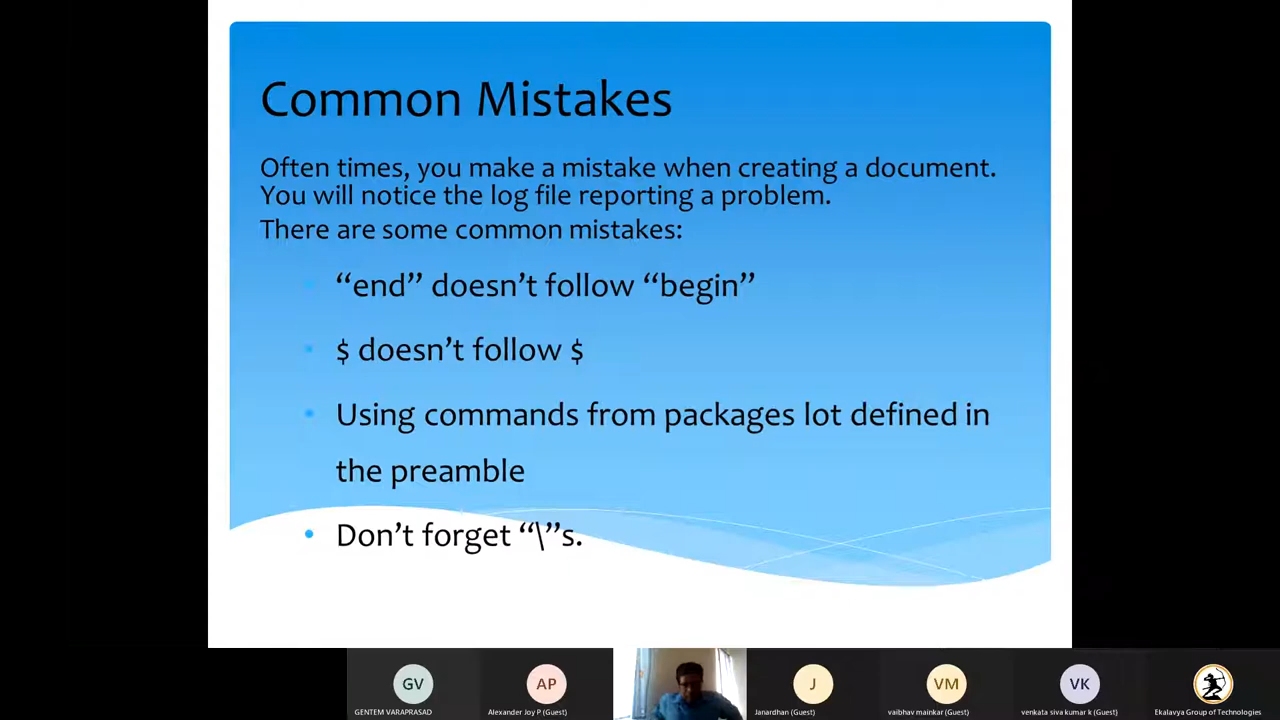 Common Mistakes
Often times, you make a mistake when creating a document.
You will notice the log file reporting a problem.
There are some common mistakes:
“end” doesn’t follow “begin”
$ doesn’t follow $
Using commands from packages lot defined in
the preamble
Don’t forget “\”s.
GV
AP
J
VM
VK
GENTEM VARAPRASAD
Alexander Joy P (Guest)
Janardhan (Guest)
vaibhav mainkar (Guest)
venkata siva kumar k (Guest)
Ekalavya Group of Technologies